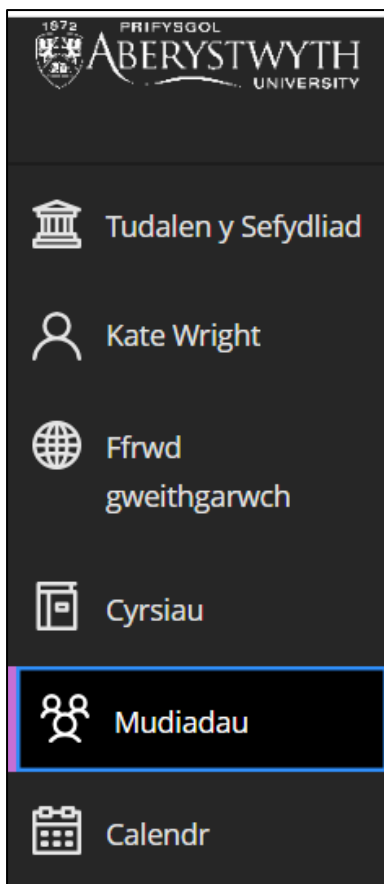 1872
PRIFYSGOL
ABERYSTWYTH
UNIVERSITY
Tudalen y Sefydliad
Kate Wright
Ffrwd
gweithgarwch
Cyrsiau
Mudiadau
Calendr